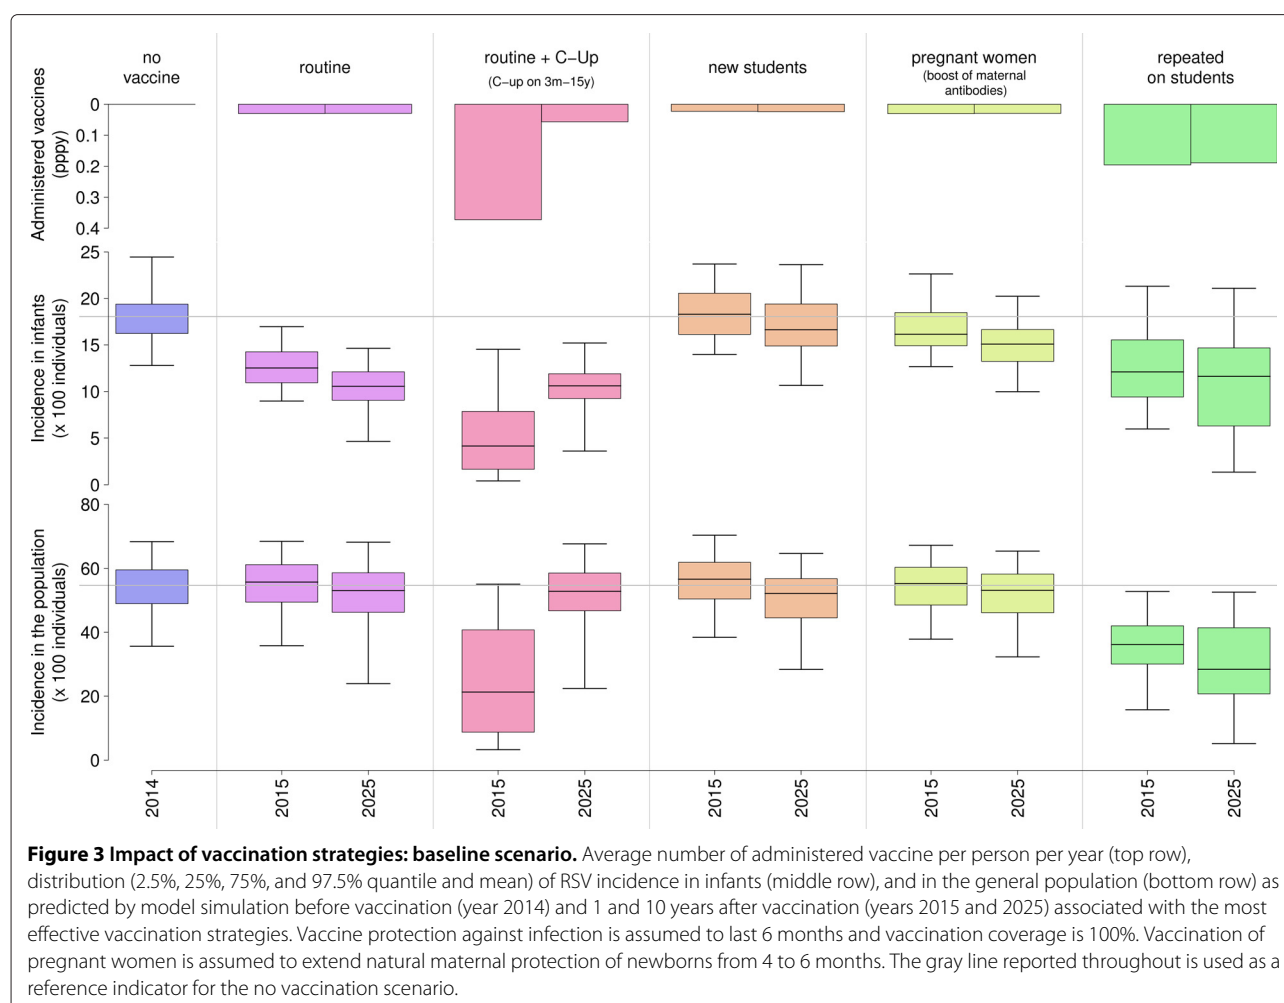 no
vaccine
routine
routine + C−Up
(C−up on 3m−15y)
new students
pregnant women
(boost of maternal
antibodies)
repeated
on students
Administered vaccines
(pppy)
0
0.1
0.2
0.3
0.4
Incidence in infants
(x 100 individuals)
25
20
15
10
5
0
Incidence in the population
(x 100 individuals)
80
60
40
20
0
2014
2015
2025
2015
2025
2015
2025
2015
2025
2015
2025
Figure 3 Impact of vaccination strategies: baseline scenario. Average number of administered vaccine per person per year (top row),
distribution (2.5%, 25%, 75%, and 97.5% quantile and mean) of RSV incidence in infants (middle row), and in the general population (bottom row) as
predicted by model simulation before vaccination (year 2014) and 1 and 10 years after vaccination (years 2015 and 2025) associated with the most
effective vaccination strategies. Vaccine protection against infection is assumed to last 6 months and vaccination coverage is 100%. Vaccination of
pregnant women is assumed to extend natural maternal protection of newborns from 4 to 6 months. The gray line reported throughout is used as a
reference indicator for the no vaccination scenario.